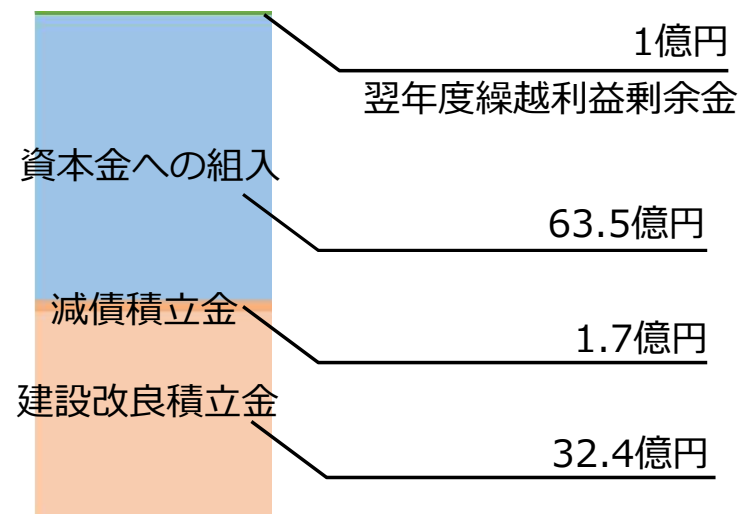 1億円
翌年度繰越利益剰余金
資本金への組入
63.5億円
減債積立金
1.7億円
建設改良積立金
32.4億円